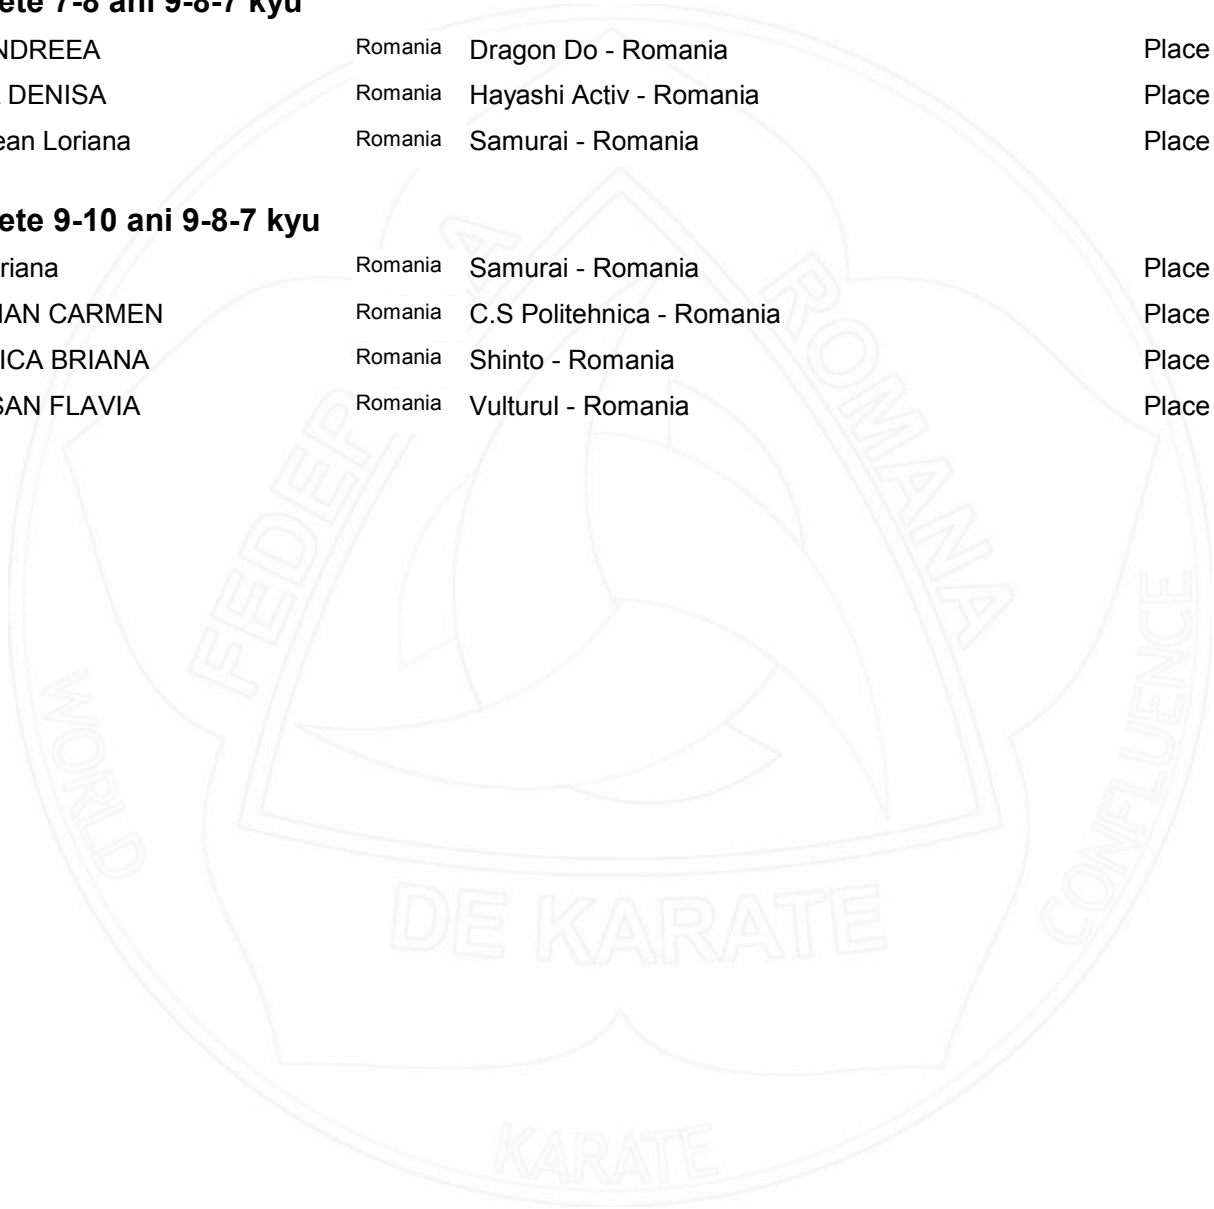 ete 7-8 ani 9-8-7 kyu
NDREEA Romania Dragon Do - Romania Place
DENISA Romania Hayashi Activ - Romania Place
ean Loriana Romania Samurai - Romania Place
ete 9-10 ani 9-8-7 kyu
riana Romania Samurai - Romania Place
IAN CARMEN Romania C.S Politehnica - Romania Place
ICA BRIANA Romania Shinto - Romania Place
SAN FLAVIA Romania Vulturul - Romania Place
ROMANA
WORLD
CONFLUENCE
DE KARATE
KARATE